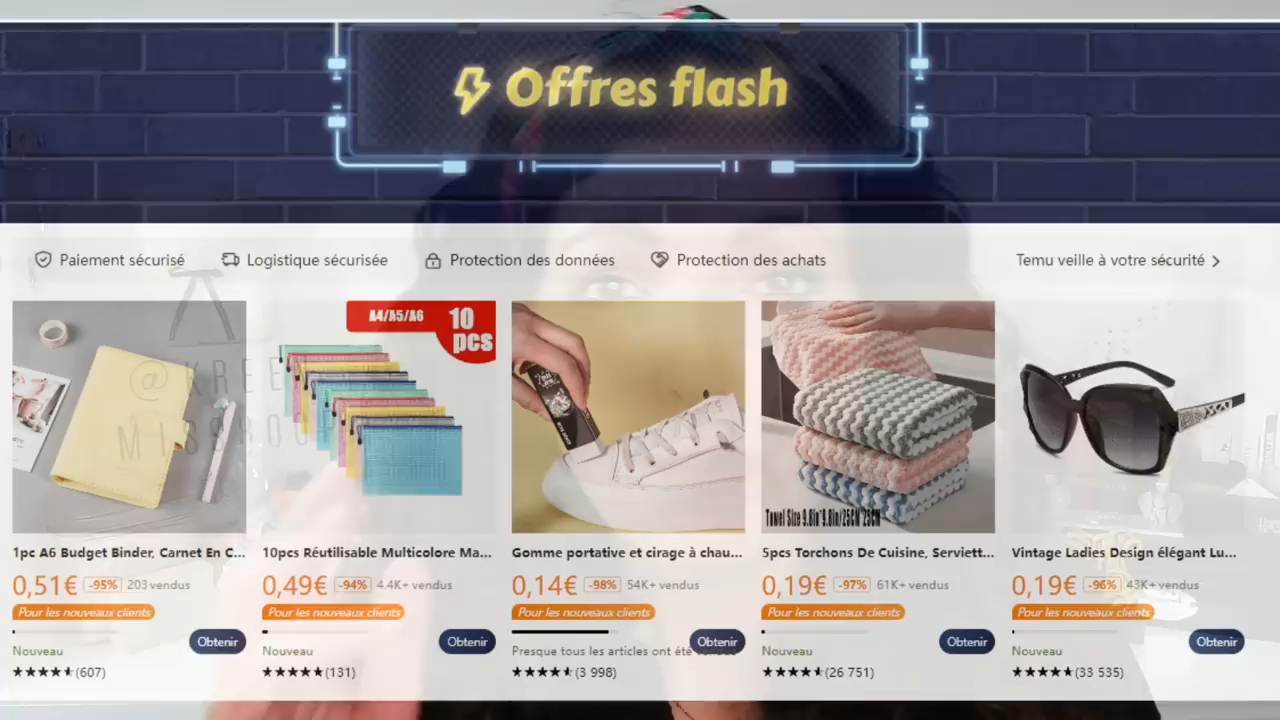 Offres flash
Paiement sécurisé
Logistique sécurisée
Protection des données
Protection des achats
Temu veille à votre sécurité
A4/A5/A6
10
pcs
Towel Size 9.8in*9.8in/25CM*25CM
1pc A6 Budget Binder, Carnet En C...
0,51€ -95% 203 vendus
Pour les nouveaux clients
Obtenir
Nouveau
(607)
10pcs Réutilisable Multicolore Ma...
0,49€ -94% 4.4K+ vendus
Pour les nouveaux clients
Obtenir
Nouveau
(131)
Gomme portative et cirage à chau...
0,14€ -98% 54K+ vendus
Pour les nouveaux clients
Obtenir
Presque tous les articles ont été vendus
(3 998)
5pcs Torchons De Cuisine, Serviett...
0,19€ -97% 61K+ vendus
Pour les nouveaux clients
Obtenir
Nouveau
(26 751)
Vintage Ladies Design élégant Lu...
0,19€ -96% 43K+ vendus
Pour les nouveaux clients
Obtenir
Nouveau
(33 535)